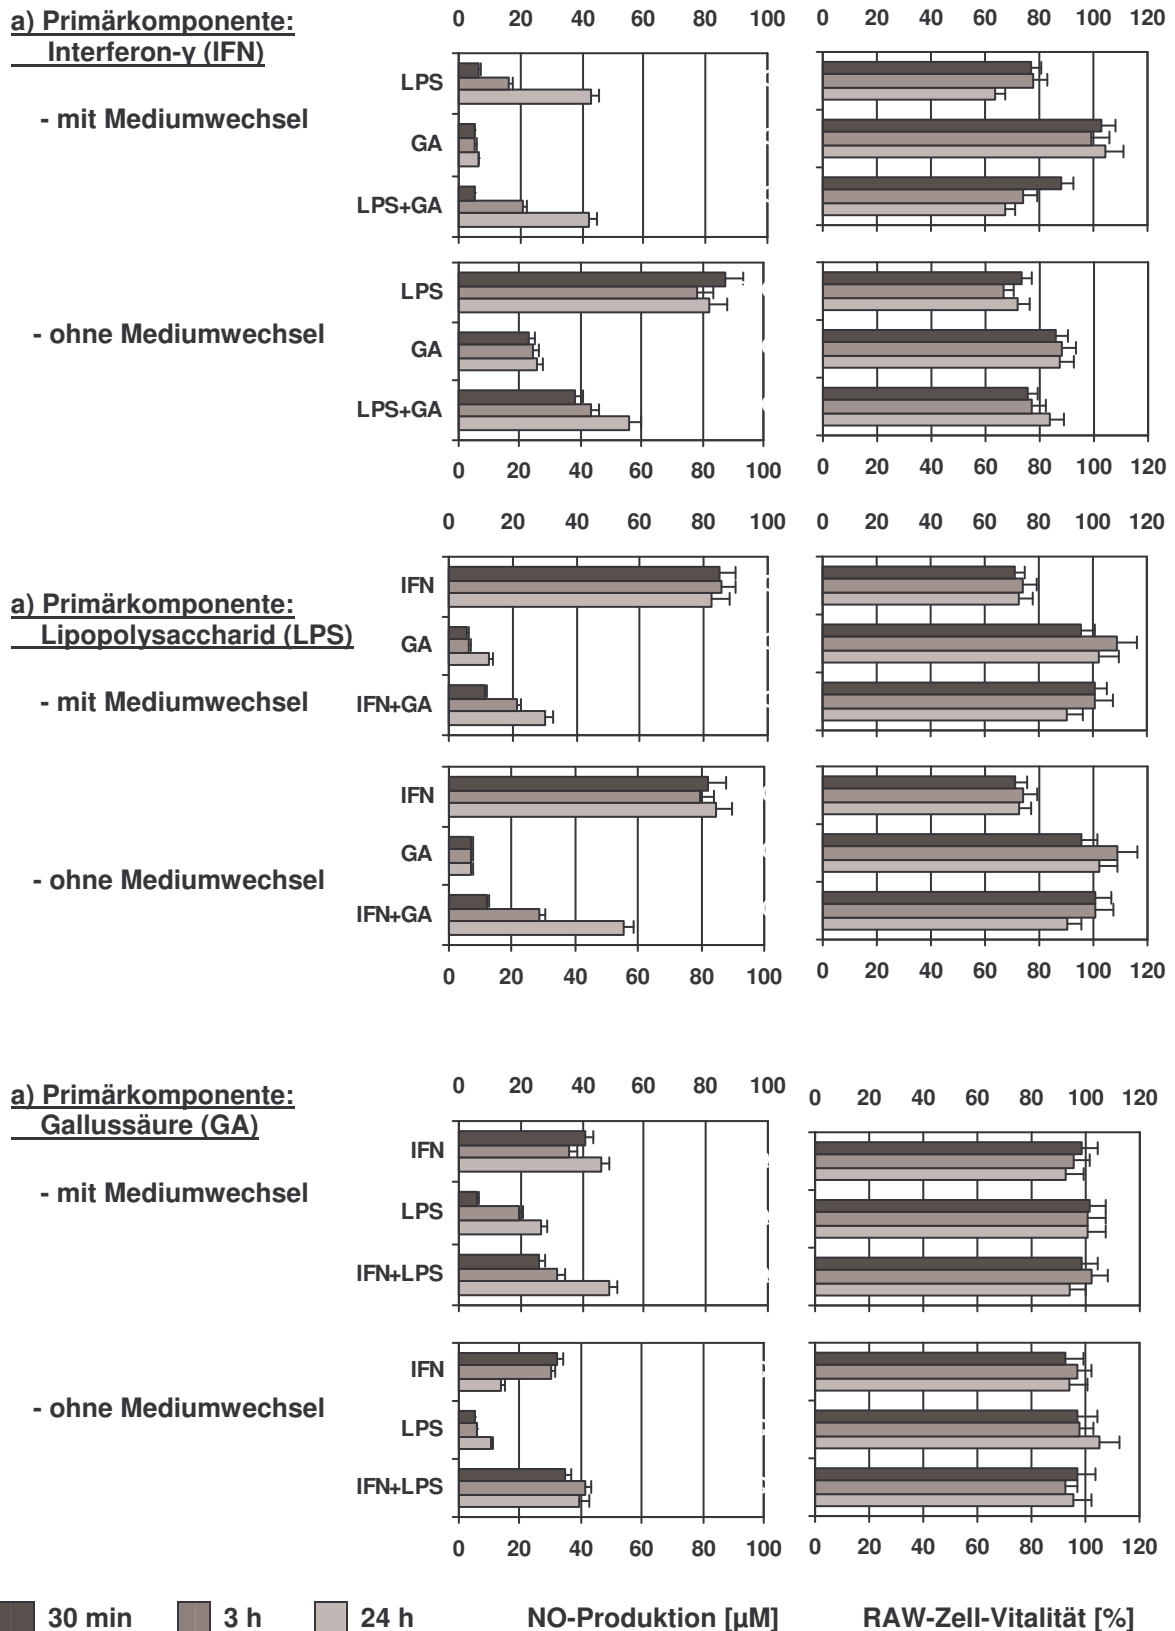 a) Primärkomponente:
Interferon-γ (IFN)
0 20 40 60 80 100
0 20 40 60 80 100 120
- mit Mediumwechsel
LPS
GA
LPS+GA
- ohne Mediumwechsel
LPS
GA
LPS+GA
0 20 40 60 80 100
0 20 40 60 80 100 120
0 20 40 60 80 100
0 20 40 60 80 100 120
a) Primärkomponente:
Lipopolysaccharid (LPS)
- mit Mediumwechsel
IFN
GA
IFN+GA
- ohne Mediumwechsel
IFN
GA
IFN+GA
0 20 40 60 80 100
0 20 40 60 80 100 120
a) Primärkomponente:
Gallussäure (GA)
0 20 40 60 80 100
0 20 40 60 80 100 120
- mit Mediumwechsel
IFN
LPS
IFN+LPS
- ohne Mediumwechsel
IFN
LPS
IFN+LPS
0 20 40 60 80 100
0 20 40 60 80 100 120
30 min 3 h 24 h NO-Produktion [µM] RAW-Zell-Vitalität [%]